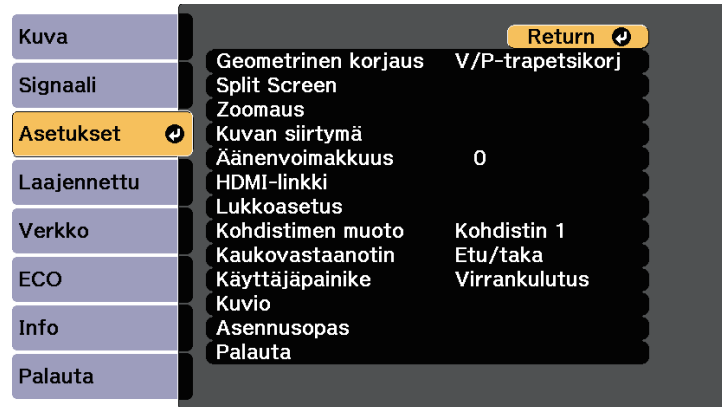 Kuva
Signaali
Asetukset
Laajennettu
Verkko
ECO
Info
Palauta
Return
Geometrinen korjaus V/P-trapetsikorj
Split Screen
Zoomaus
Kuvan siirtymä
Äänenvoimakkuus 0
HDMI-linkki
Lukkoasetus
Kohdistimen muoto Kohdistin 1
Kaukovastaanotin Etu/taka
Käyttäjäpainike Virrankulutus
Kuvio
Asennusopas
Palauta